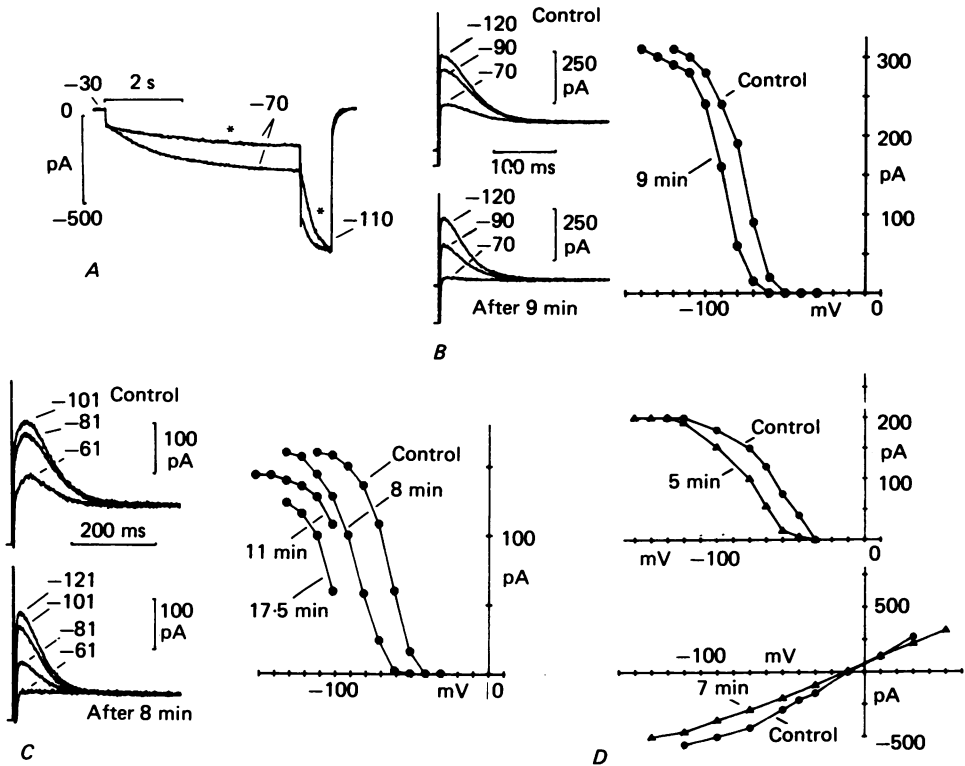 −30
2 s
0
−70
*
pA
*
−500
−110
A
−120 Control
−90
−70
250
pA
100 ms
−120
−90
−70
250
pA
After 9 min
B
300
Control
200
9 min
pA
100
−100
mV
0
−101 Control
−81
−61
100
pA
200 ms
−121
−101
−81
−61
100
pA
After 8 min
C
Control
8 min
11 min
100
pA
17·5 min
−100
mV
0
200
Control
pA
5 min
100
mV −100
0
500
−100 mV
7 min
pA
Control
−500
D